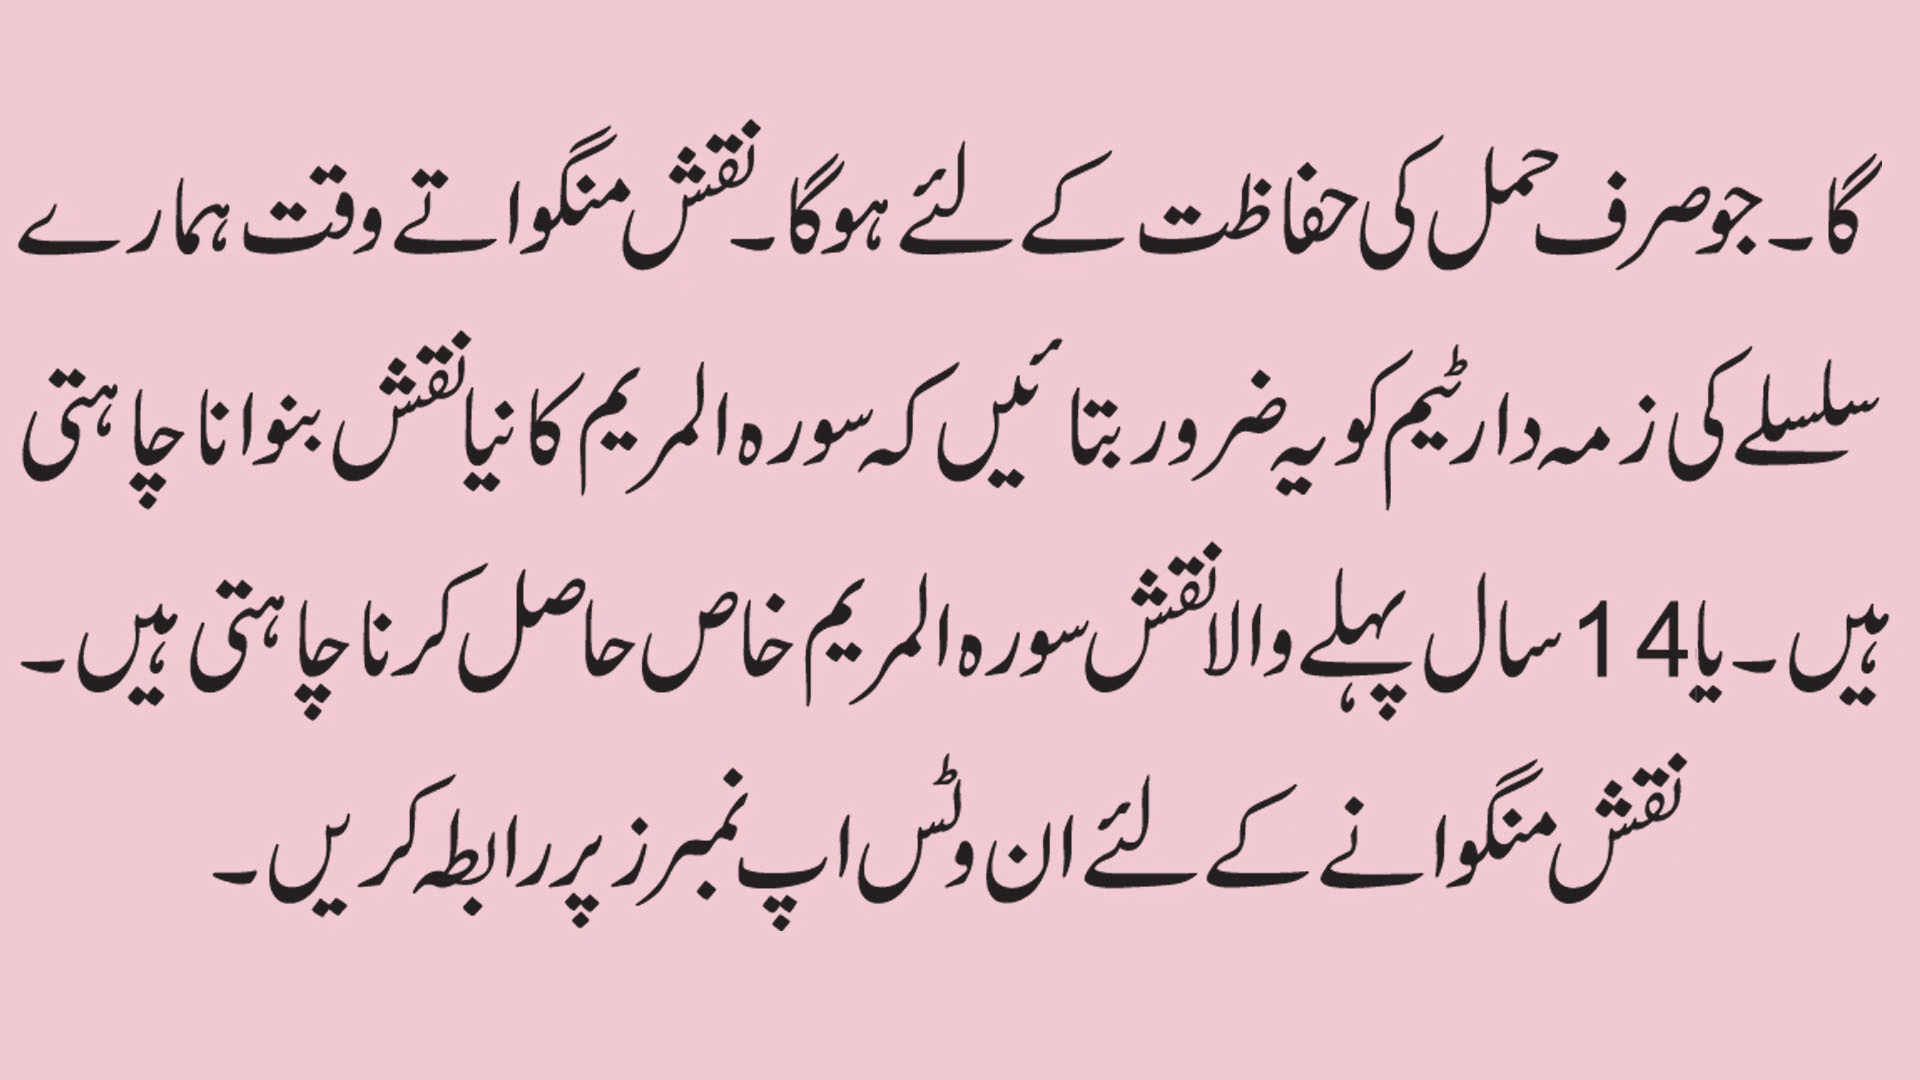 گا۔ جو صرف حمل کی حفاظت کے لئے ہوگا۔ نقش منگواتے وقت ہمارے
سلسلے کی زمہ دار ٹیم کو یہ ضرور بتائیں کہ سورہ المریم کا نیا نقش بنوانا چاہتی
ہیں۔ یا 14 سال پہلے والا نقش سورہ المریم خاص حاصل کرنا چاہتی ہیں۔
نقش منگوانے کے لئے ان وٹس اپ نمبرز پر رابطہ کریں۔